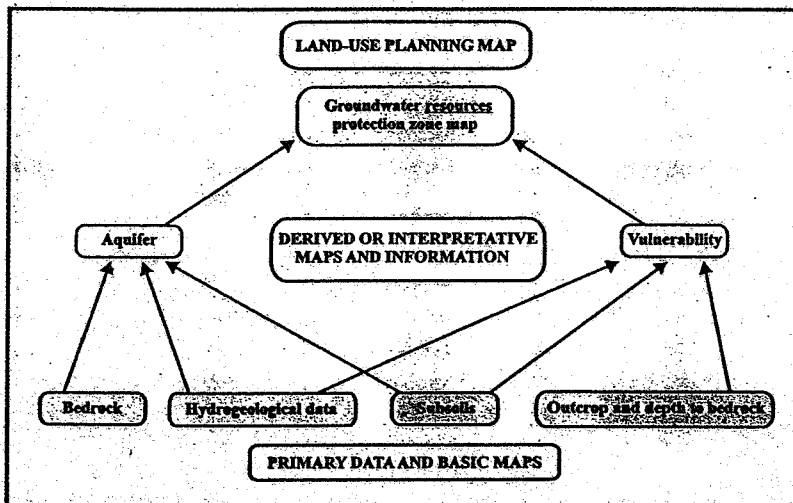 LAND-USE PLANNING MAP
Groundwater resources
protection zone map
Aquifer
DERIVED OR INTERPRETATIVE
MAPS AND INFORMATION
Vulnerability
Bedrock
Hydrogeological data
Subsoils
Outcrop and depth to bedrock
PRIMARY DATA AND BASIC MAPS